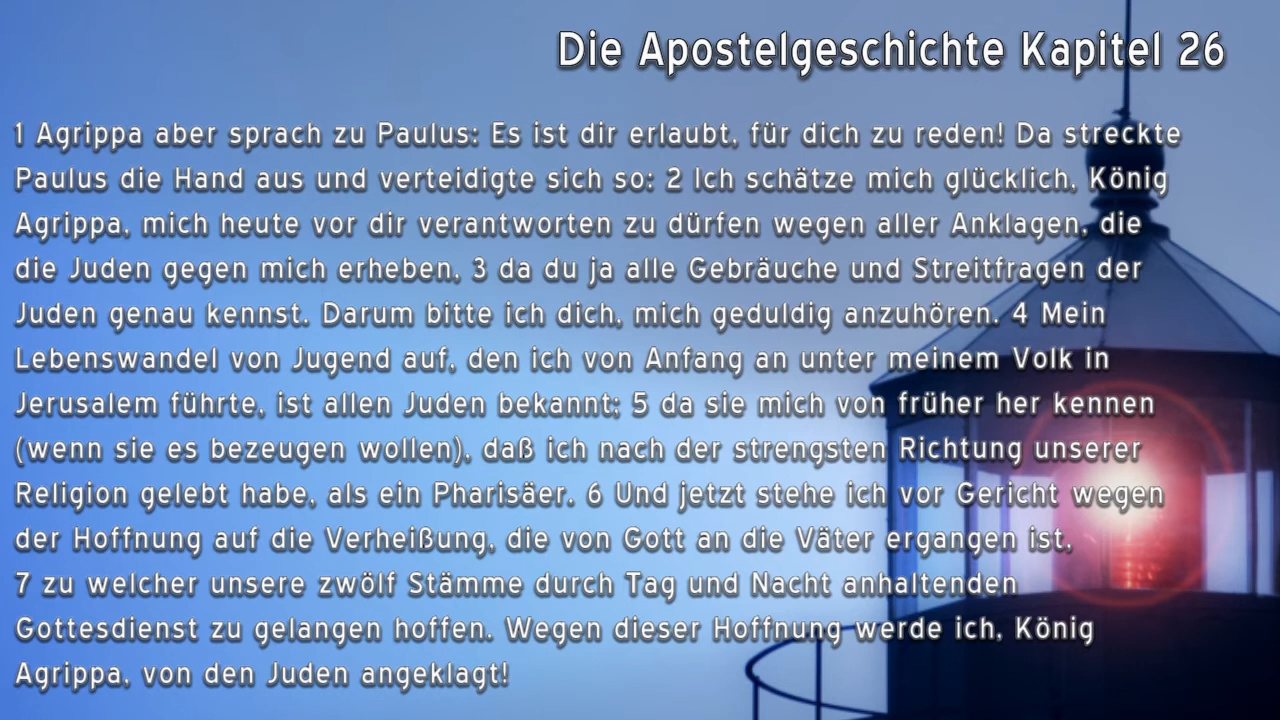 Die Apostelgeschichte Kapitel 26
1 Agrippa aber sprach zu Paulus: Es ist dir erlaubt, für dich zu reden! Da streckte
Paulus die Hand aus und verteidigte sich so: 2 Ich schätze mich glücklich, König
Agrippa, mich heute vor dir verantworten zu dürfen wegen aller Anklagen, die
die Juden gegen mich erheben, 3 da du ja alle Gebräuche und Streitfragen der
Juden genau kennst. Darum bitte ich dich, mich geduldig anzuhören. 4 Mein
Lebenswandel von Jugend auf, den ich von Anfang an unter meinem Volk in
Jerusalem führte, ist allen Juden bekannt; 5 da sie mich von früher her kennen
(wenn sie es bezeugen wollen), daß ich nach der strengsten Richtung unserer
Religion gelebt habe, als ein Pharisäer. 6 Und jetzt stehe ich vor Gericht wegen
der Hoffnung auf die Verheißung, die von Gott an die Väter ergangen ist,
7 zu welcher unsere zwölf Stämme durch Tag und Nacht anhaltenden
Gottesdienst zu gelangen hoffen. Wegen dieser Hoffnung werde ich, König
Agrippa, von den Juden angeklagt!